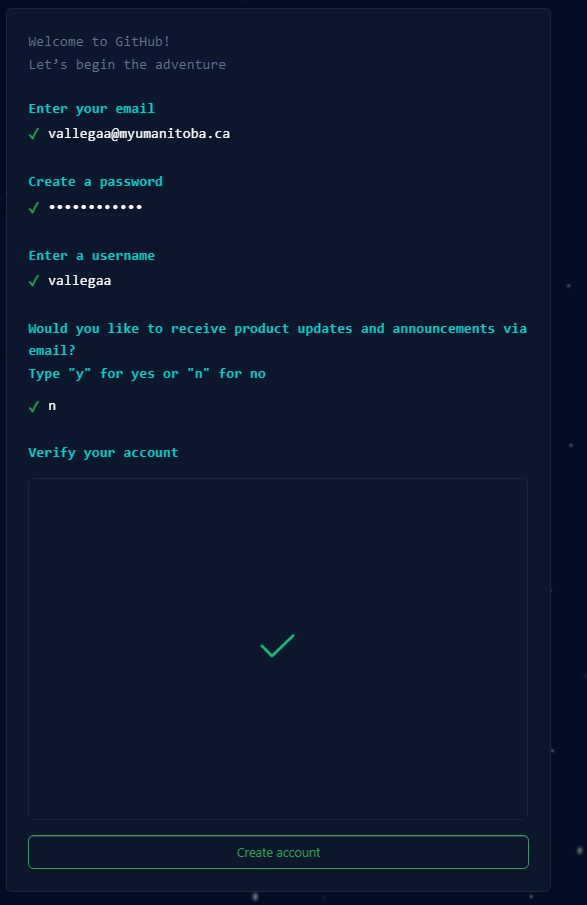 Welcome to GitHub!
Let’s begin the adventure
Enter your email
✓ vallegaa@myumanitoba.ca
Create a password
✓ ••••••••••••
Enter a username
✓ vallegaa
Would you like to receive product updates and announcements via
email?
Type "y" for yes or "n" for no
✓ n
Verify your account
Create account